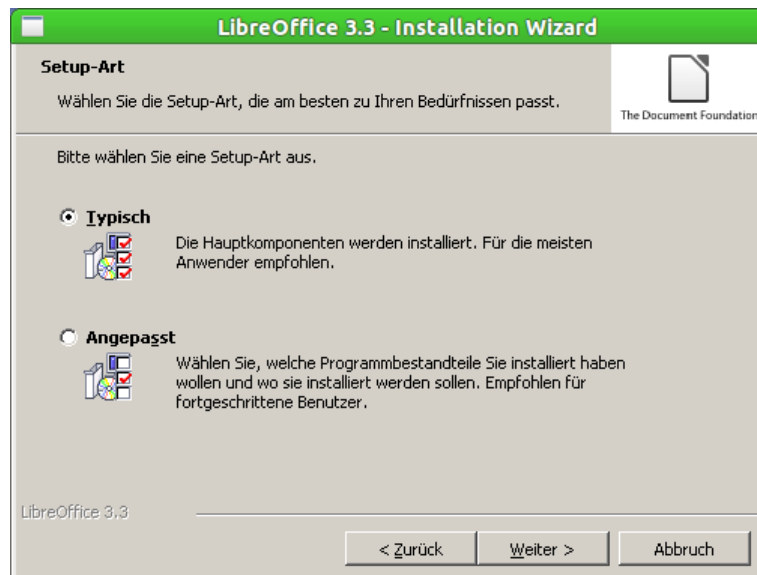 LibreOffice 3.3 - Installation Wizard
Setup-Art
Wählen Sie die Setup-Art, die am besten zu Ihren Bedürfnissen passt.
The Document Foundation
Bitte wählen Sie eine Setup-Art aus.
Typisch
Die Hauptkomponenten werden installiert. Für die meisten
Anwender empfohlen.
Angepasst
Wählen Sie, welche Programmbestandteile Sie installiert haben
wollen und wo sie installiert werden sollen. Empfohlen für
fortgeschrittene Benutzer.
LibreOffice 3.3
< Zurück Weiter > Abbruch